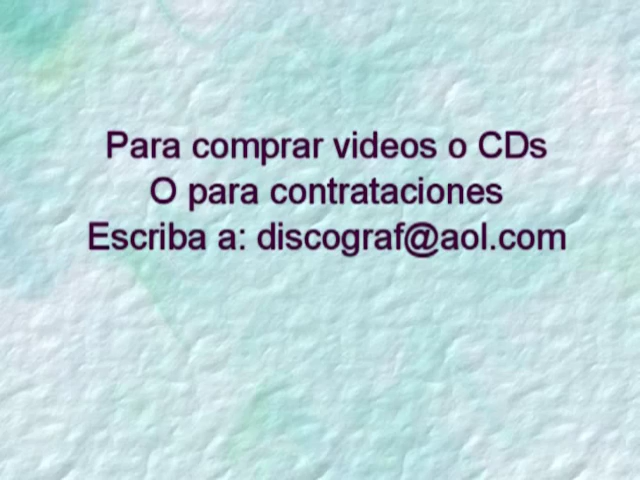 Para comprar videos o CDs
O para contrataciones
Escriba a: discograf@aol.com